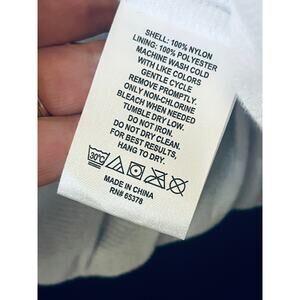 SHELL: 100% NYLON
LINING: 100% POLYESTER
MACHINE WASH COLD
WITH LIKE COLORS
GENTLE CYCLE
REMOVE PROMPTLY.
ONLY NON-CHLORINE
BLEACH WHEN NEEDED
TUMBLE DRY LOW.
DO NOT IRON.
DO NOT DRY CLEAN.
FOR BEST RESULTS,
HANG TO DRY.
30°C
MADE IN CHINA
RN# 65378